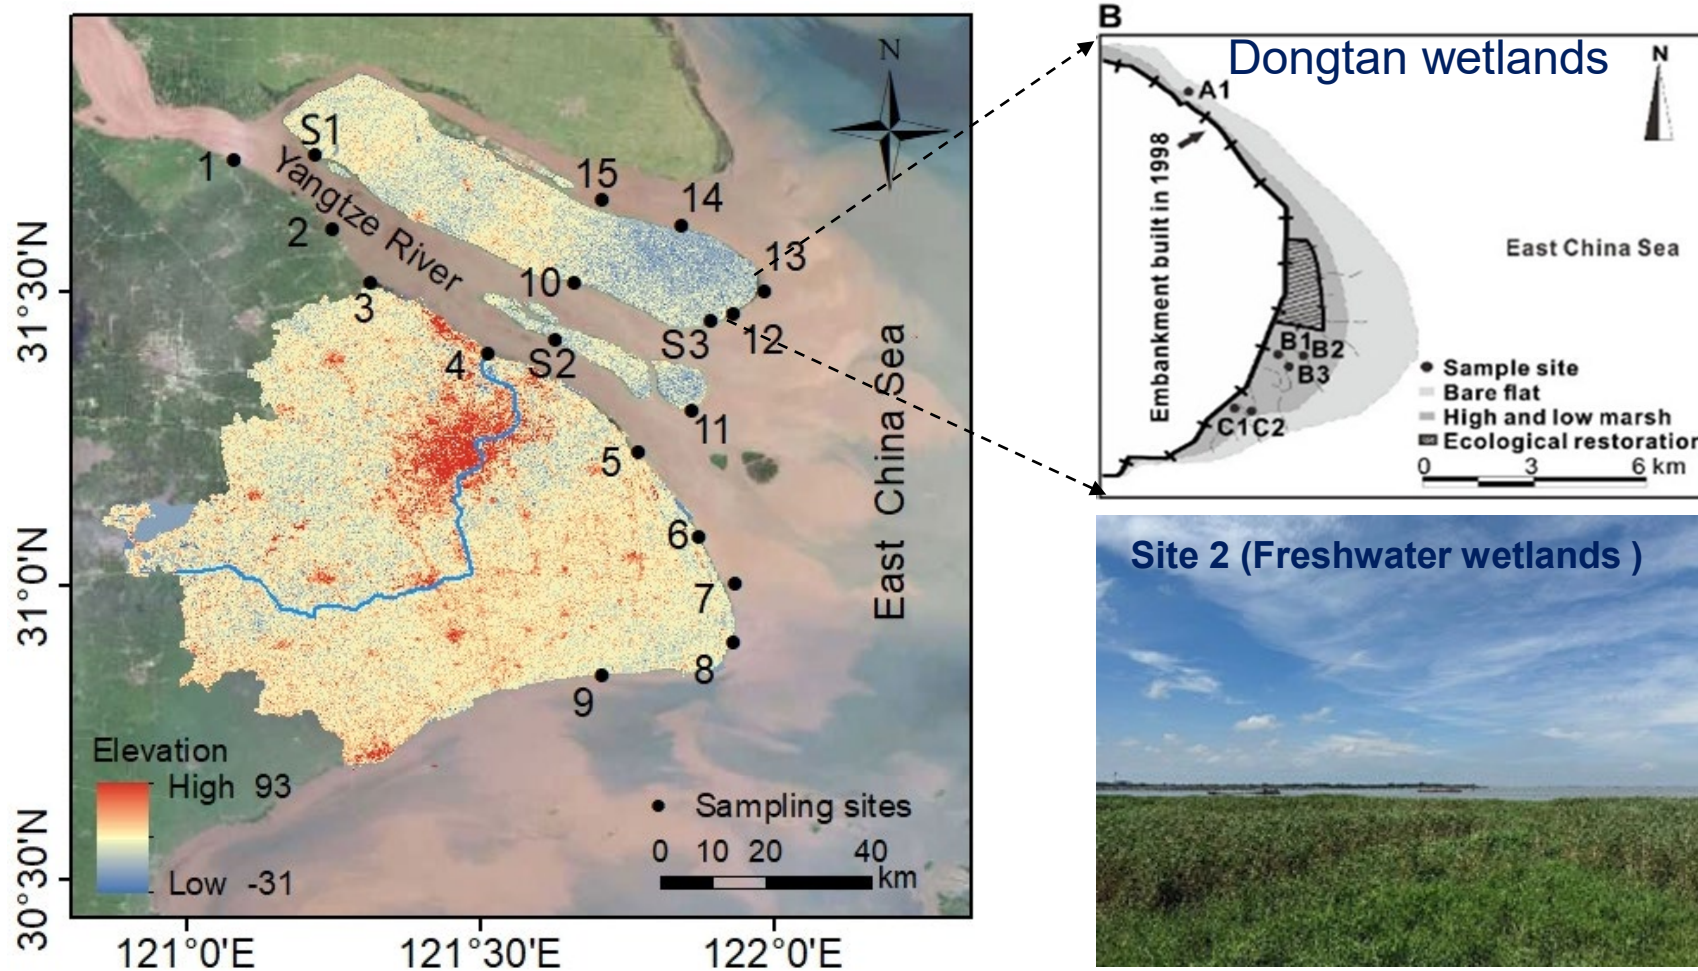 N
S1
1
Yangtze River
2
15
14
13
3
10
12
4
S2
S3
11
5
6
7
8
9
East China Sea
Elevation
High 93
Low -31
Sampling sites
0 10 20 40
km
31°30'N
31°0'N
30°30'N
121°0'E
121°30'E
122°0'E
B
Dongtan wetlands
N
A1
Embankment built in 1998
East China Sea
B1
B2
B3
C1
C2
Sample site
Bare flat
High and low marsh
Ecological restoration
0 3 6 km
Site 2 (Freshwater wetlands )